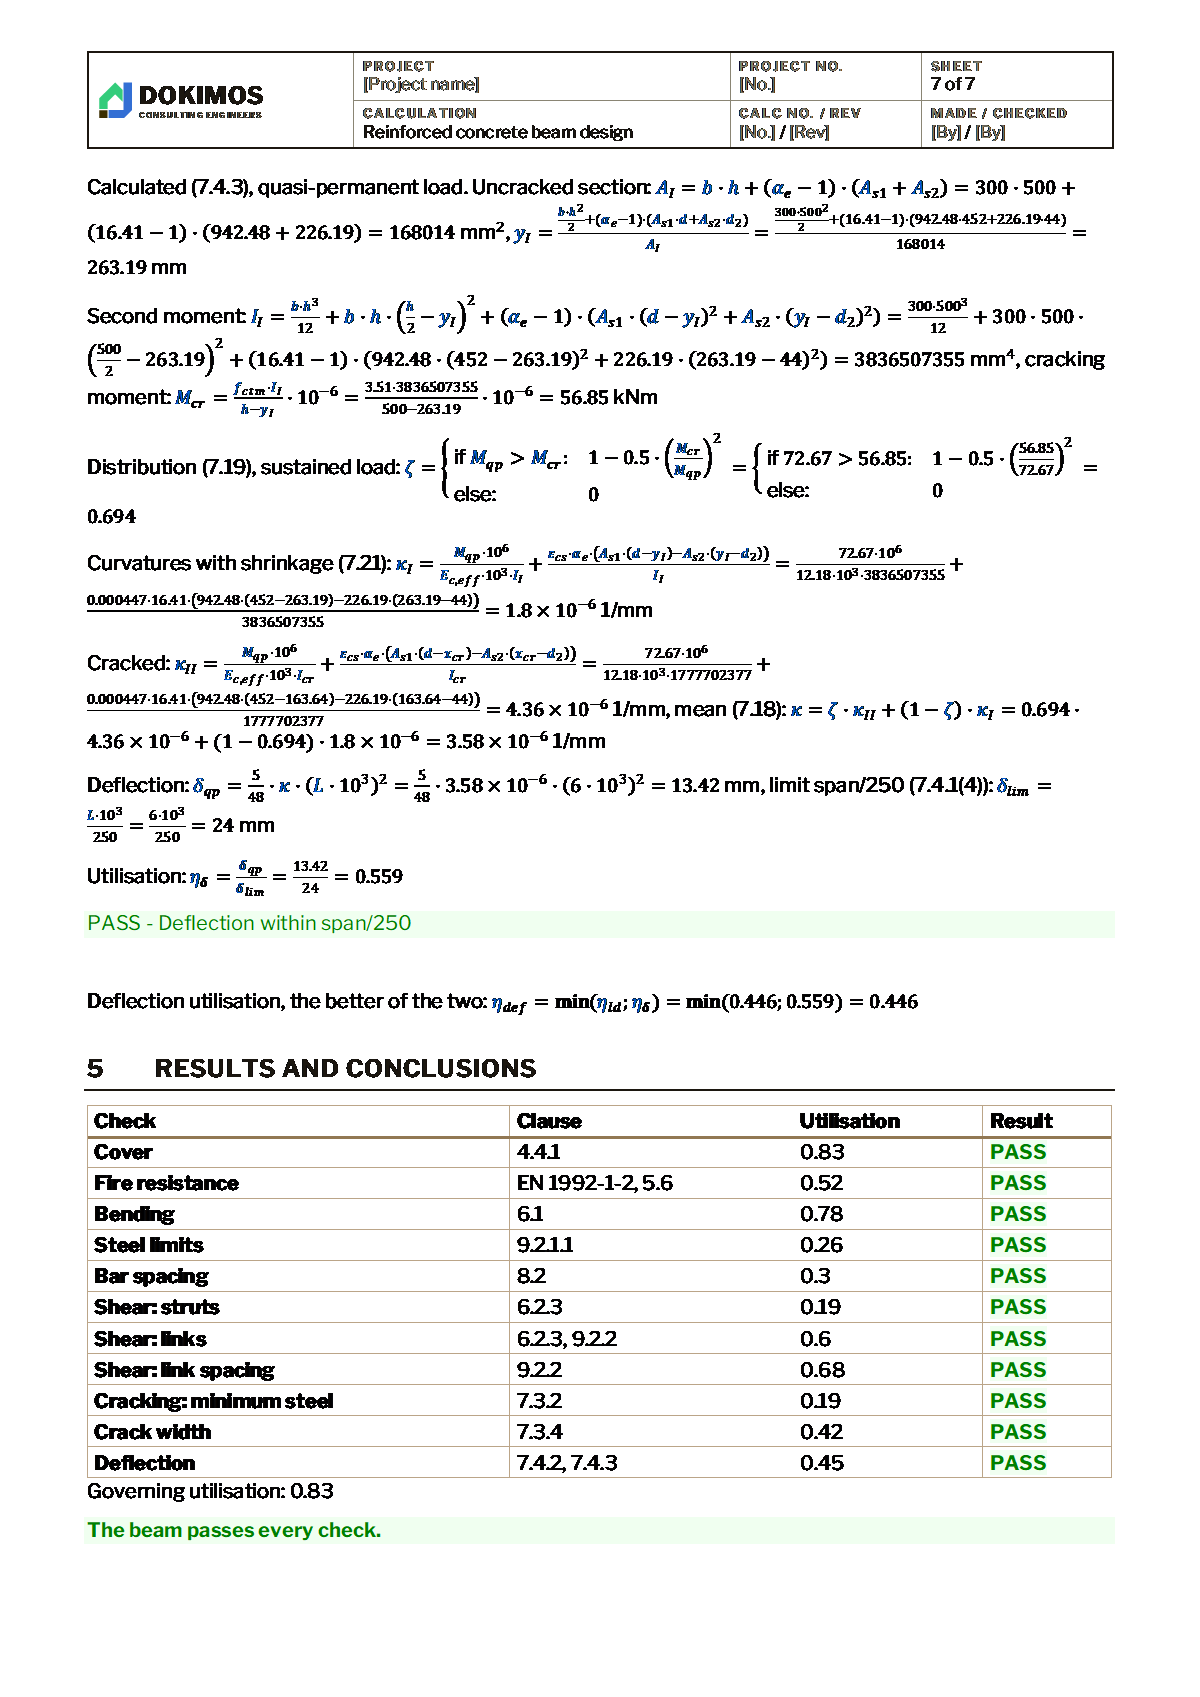 DOKIMOS
CONSULTING ENGINEERS
PROJECT
[Project name]
PROJECT NO.
[No.]
SHEET
7 of 7
CALCULATION
Reinforced concrete beam design
CALC NO. / REV
[No.] / [Rev]
MADE / CHECKED
[By] / [By]
Calculated (7.4.3), quasi-permanent load. Uncracked section: A_I = b · h + (α_e − 1) · (A_s1 + A_s2) = 300 · 500 +
(16.41 − 1) · (942.48 + 226.19) = 168014 mm², y_I = (b·h²/2+(α_e−1)·(A_s1·d+A_s2·d_2))/A_I = (300·500²/2+(16.41−1)·(942.48·452+226.19·44))/168014 =
263.19 mm
Second moment: I_I = b·h³/12 + b · h · (h/2 − y_I)² + (α_e − 1) · (A_s1 · (d − y_I)² + A_s2 · (y_I − d_2)²) = 300·500³/12 + 300 · 500 ·
(500/2 − 263.19)² + (16.41 − 1) · (942.48 · (452 − 263.19)² + 226.19 · (263.19 − 44)²) = 3836507355 mm⁴, cracking
moment: M_cr = f_ctm·I_I/(h−y_I) · 10⁻⁶ = 3.51·3836507355/(500−263.19) · 10⁻⁶ = 56.85 kNm
Distribution (7.19), sustained load: ζ = { if M_qp > M_cr: 1 − 0.5 · (M_cr/M_qp)² else: 0 = { if 72.67 > 56.85: 1 − 0.5 · (56.85/72.67)² else: 0 =
0.694
Curvatures with shrinkage (7.21): κ_I = M_qp·10⁶/(E_c,eff·10³·I_I) + ε_cs·α_e·(A_s1·(d−y_I)−A_s2·(y_I−d_2))/I_I = 72.67·10⁶/(12.18·10³·3836507355) +
0.000447·16.41·(942.48·(452−263.19)−226.19·(263.19−44))/3836507355 = 1.8 × 10⁻⁶ 1/mm
Cracked: κ_II = M_qp·10⁶/(E_c,eff·10³·I_cr) + ε_cs·α_e·(A_s1·(d−x_cr)−A_s2·(x_cr−d_2))/I_cr = 72.67·10⁶/(12.18·10³·1777702377) +
0.000447·16.41·(942.48·(452−163.64)−226.19·(163.64−44))/1777702377 = 4.36 × 10⁻⁶ 1/mm, mean (7.18): κ = ζ · κ_II + (1 − ζ) · κ_I = 0.694 ·
4.36 × 10⁻⁶ + (1 − 0.694) · 1.8 × 10⁻⁶ = 3.58 × 10⁻⁶ 1/mm
Deflection: δ_qp = 5/48 · κ · (L · 10³)² = 5/48 · 3.58 × 10⁻⁶ · (6 · 10³)² = 13.42 mm, limit span/250 (7.4.1(4)): δ_lim =
L·10³/250 = 6·10³/250 = 24 mm
Utilisation: η_δ = δ_qp/δ_lim = 13.42/24 = 0.559
PASS - Deflection within span/250
Deflection utilisation, the better of the two: η_def = min(η_ld; η_δ) = min(0.446; 0.559) = 0.446
5 RESULTS AND CONCLUSIONS
Check Clause Utilisation Result
Cover 4.4.1 0.83 PASS
Fire resistance EN 1992-1-2, 5.6 0.52 PASS
Bending 6.1 0.78 PASS
Steel limits 9.2.1.1 0.26 PASS
Bar spacing 8.2 0.3 PASS
Shear: struts 6.2.3 0.19 PASS
Shear: links 6.2.3, 9.2.2 0.6 PASS
Shear: link spacing 9.2.2 0.68 PASS
Cracking: minimum steel 7.3.2 0.19 PASS
Crack width 7.3.4 0.42 PASS
Deflection 7.4.2, 7.4.3 0.45 PASS
Governing utilisation: 0.83
The beam passes every check.